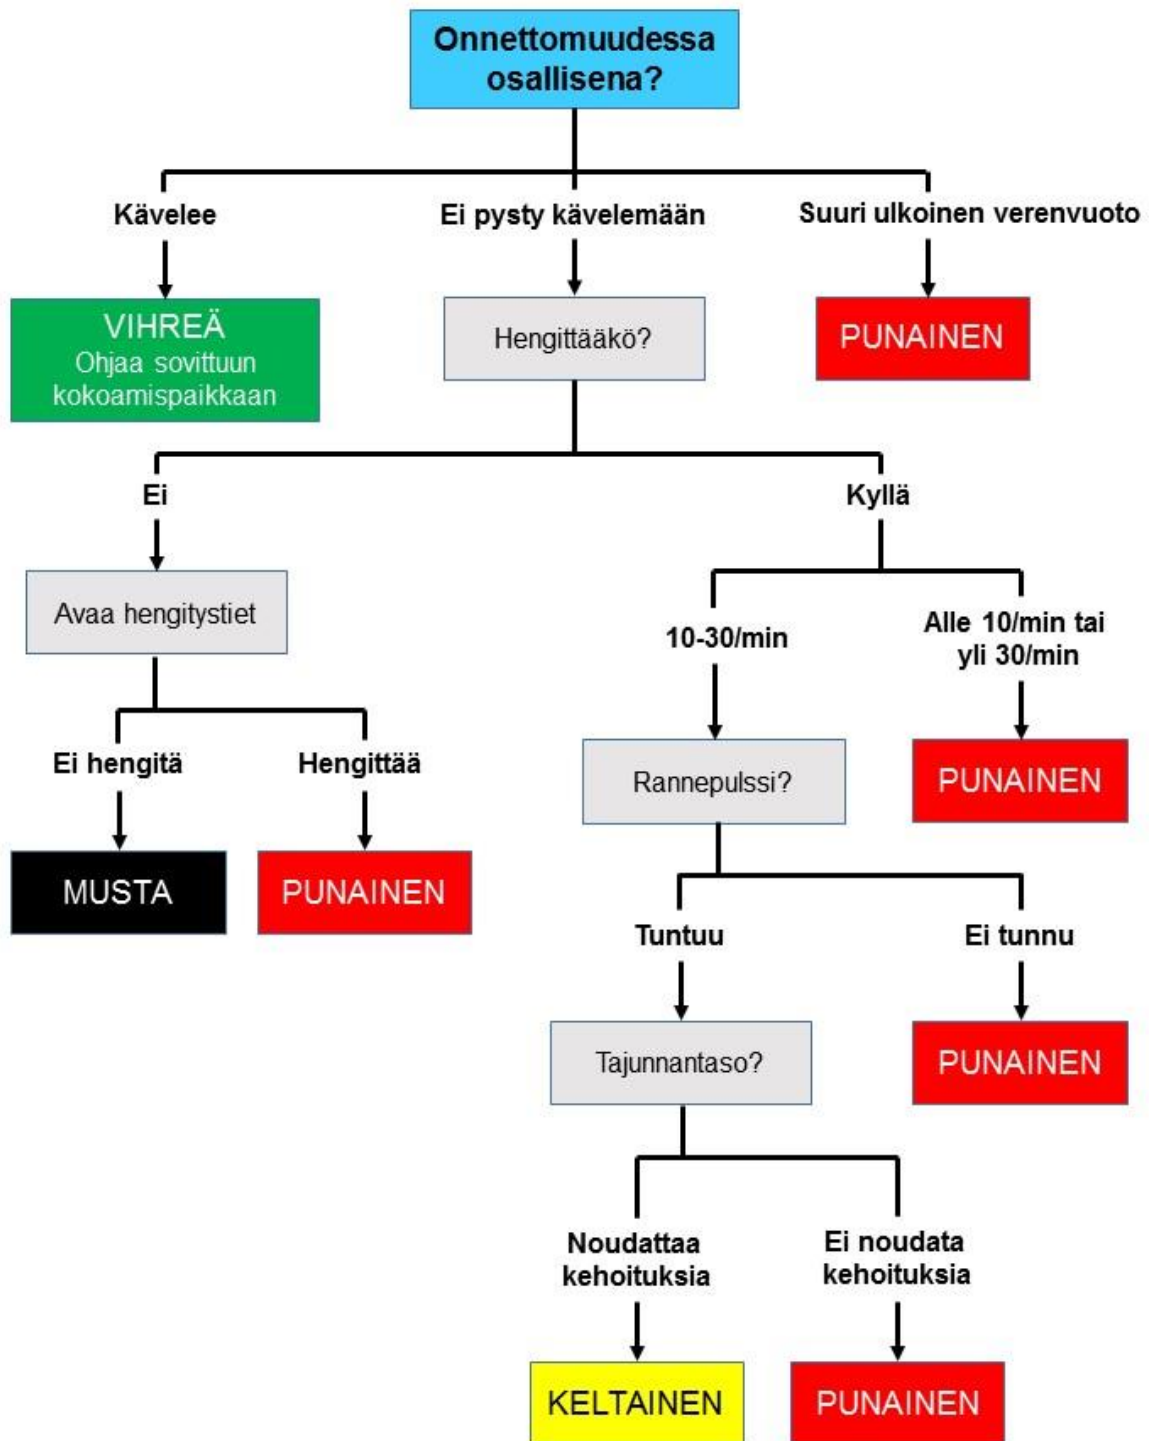 Onnettomuudessa
osallisena?
Kävelee
Ei pysty kävelemään
Suuri ulkoinen verenvuoto
VIHREÄ
Ohjaa sovittuun
kokoamispaikkaan
Hengittääkö?
PUNAINEN
Ei
Kyllä
Avaa hengitystiet
10-30/min
Alle 10/min tai
yli 30/min
Ei hengitä
Hengittää
Rannepulssi?
PUNAINEN
MUSTA
PUNAINEN
Tuntuu
Ei tunnu
Tajunnantaso?
PUNAINEN
Noudattaa
kehoituksia
Ei noudata
kehoituksia
KELTAINEN
PUNAINEN